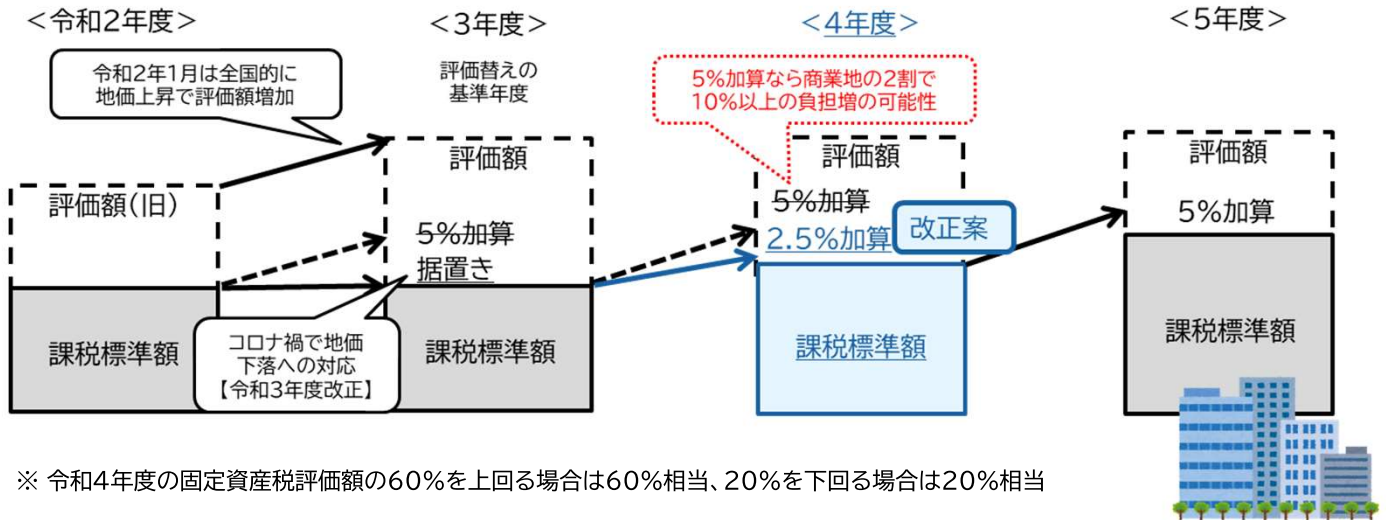 ＜令和2年度＞
令和2年1月は全国的に
地価上昇で評価額増加
評価額(旧)
課税標準額
＜3年度＞
評価替えの
基準年度
評価額
5%加算
据置き
コロナ禍で地価
下落への対応
【令和3年度改正】
課税標準額
＜4年度＞
5%加算なら商業地の2割で
10%以上の負担増の可能性
評価額
5%加算
2.5%加算
改正案
課税標準額
＜5年度＞
評価額
5%加算
課税標準額
※ 令和4年度の固定資産税評価額の60%を上回る場合は60%相当、20%を下回る場合は20%相当